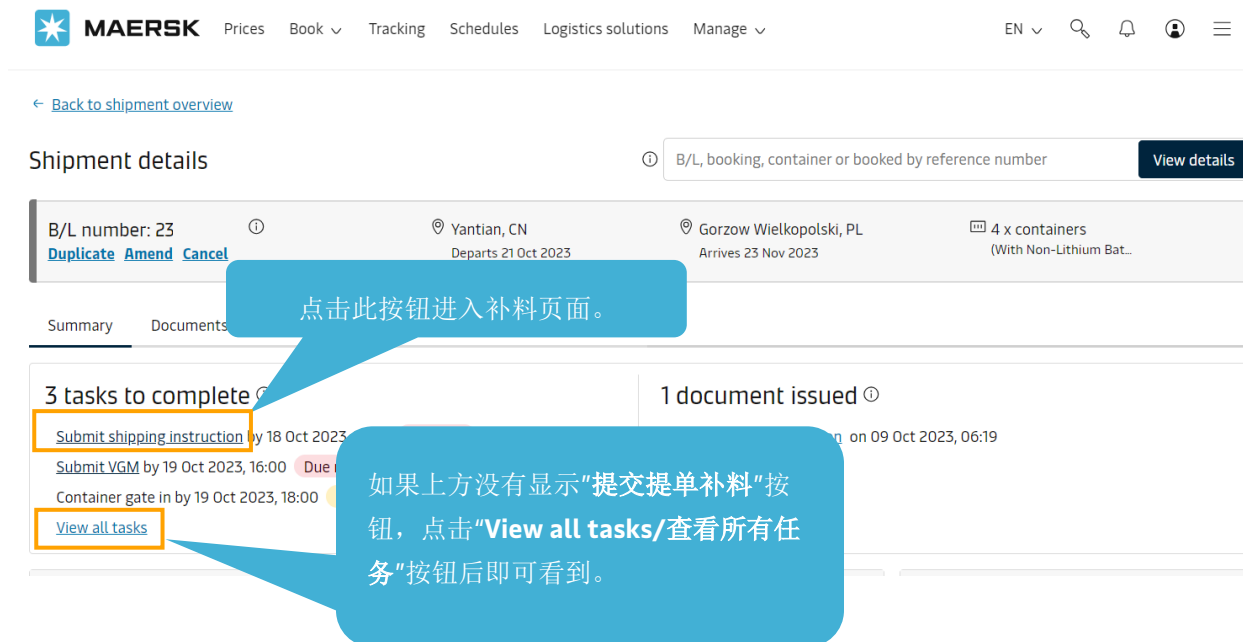 MAERSK Prices Book Tracking Schedules Logistics solutions Manage EN
← Back to shipment overview
Shipment details
B/L, booking, container or booked by reference number View details
B/L number: 23 Yantian, CN Gorzow Wielkopolski, PL 4 x containers
Duplicate Amend Cancel Departs 21 Oct 2023 Arrives 23 Nov 2023 (With Non-Lithium Bat...
点击此按钮进入补料页面。
Summary Documents
3 tasks to complete 1 document issued
Submit shipping instruction by 18 Oct 2023 on 09 Oct 2023, 06:19
Submit VGM by 19 Oct 2023, 16:00 Due
Container gate in by 19 Oct 2023, 18:00
View all tasks
如果上方没有显示"提交提单补料"按
钮，点击“View all tasks/查看所有任
务”按钮后即可看到。